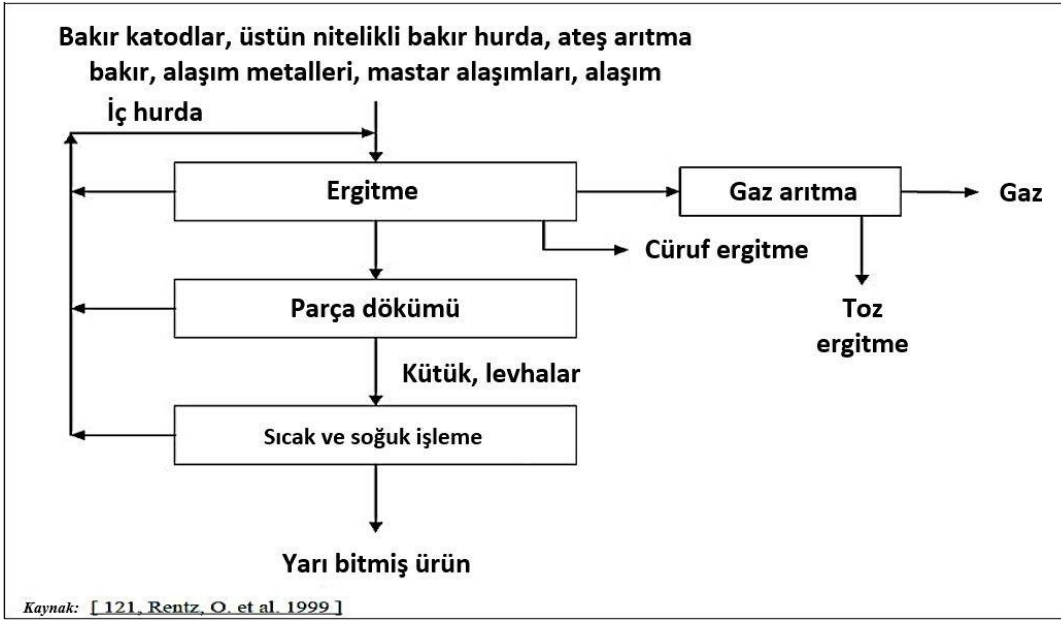 Bakır katodlar, üstün nitelikli bakır hurda, ateş arıtma
bakır, alaşım metalleri, mastar alaşımları, alaşım
İç hurda
Ergitme
Gaz arıtma
Gaz
Cüruf ergitme
Parça dökümü
Toz
ergitme
Kütük, levhalar
Sıcak ve soğuk işleme
Yarı bitmiş ürün
Kaynak: [ 121, Rentz, O. et al. 1999 ]